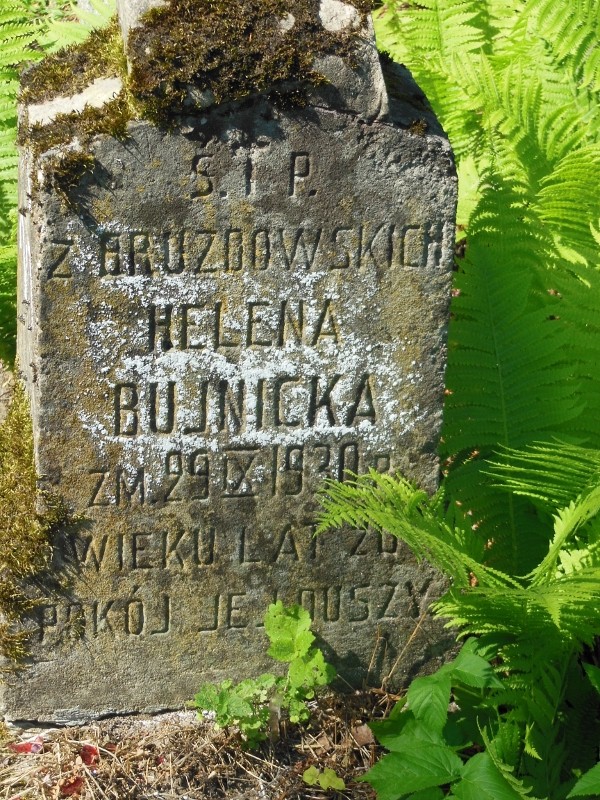 Ś. I P.
Z GRUZDOWSKICH
HELENA
BUJNICKA
ZM. 29 IX 1930 R.
WIEKU LAT
POKÓJ JEJ DUSZY